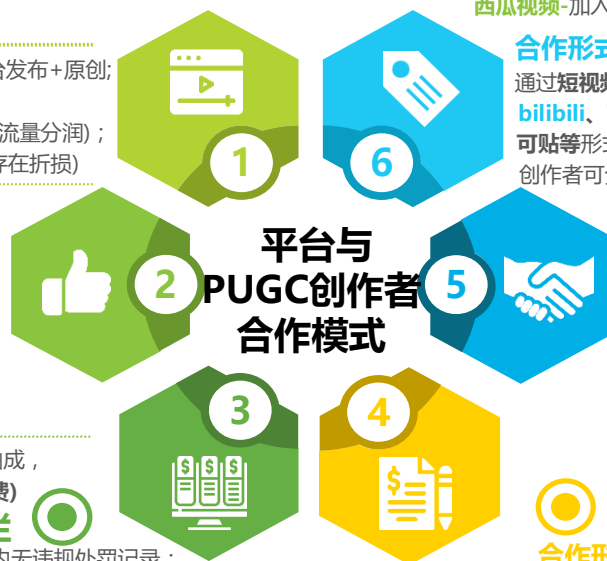 西瓜视频-加入
合作形式
台发布+原创;
通过短视频
bilibili、
流量分润)；
可贴等形式
存在折损)
创作者可
1
6
平台与
PUGC创作者
合作模式
2
5
3
4
$ $ $
$
成，
费)
内无违规处罚记录；
合作形